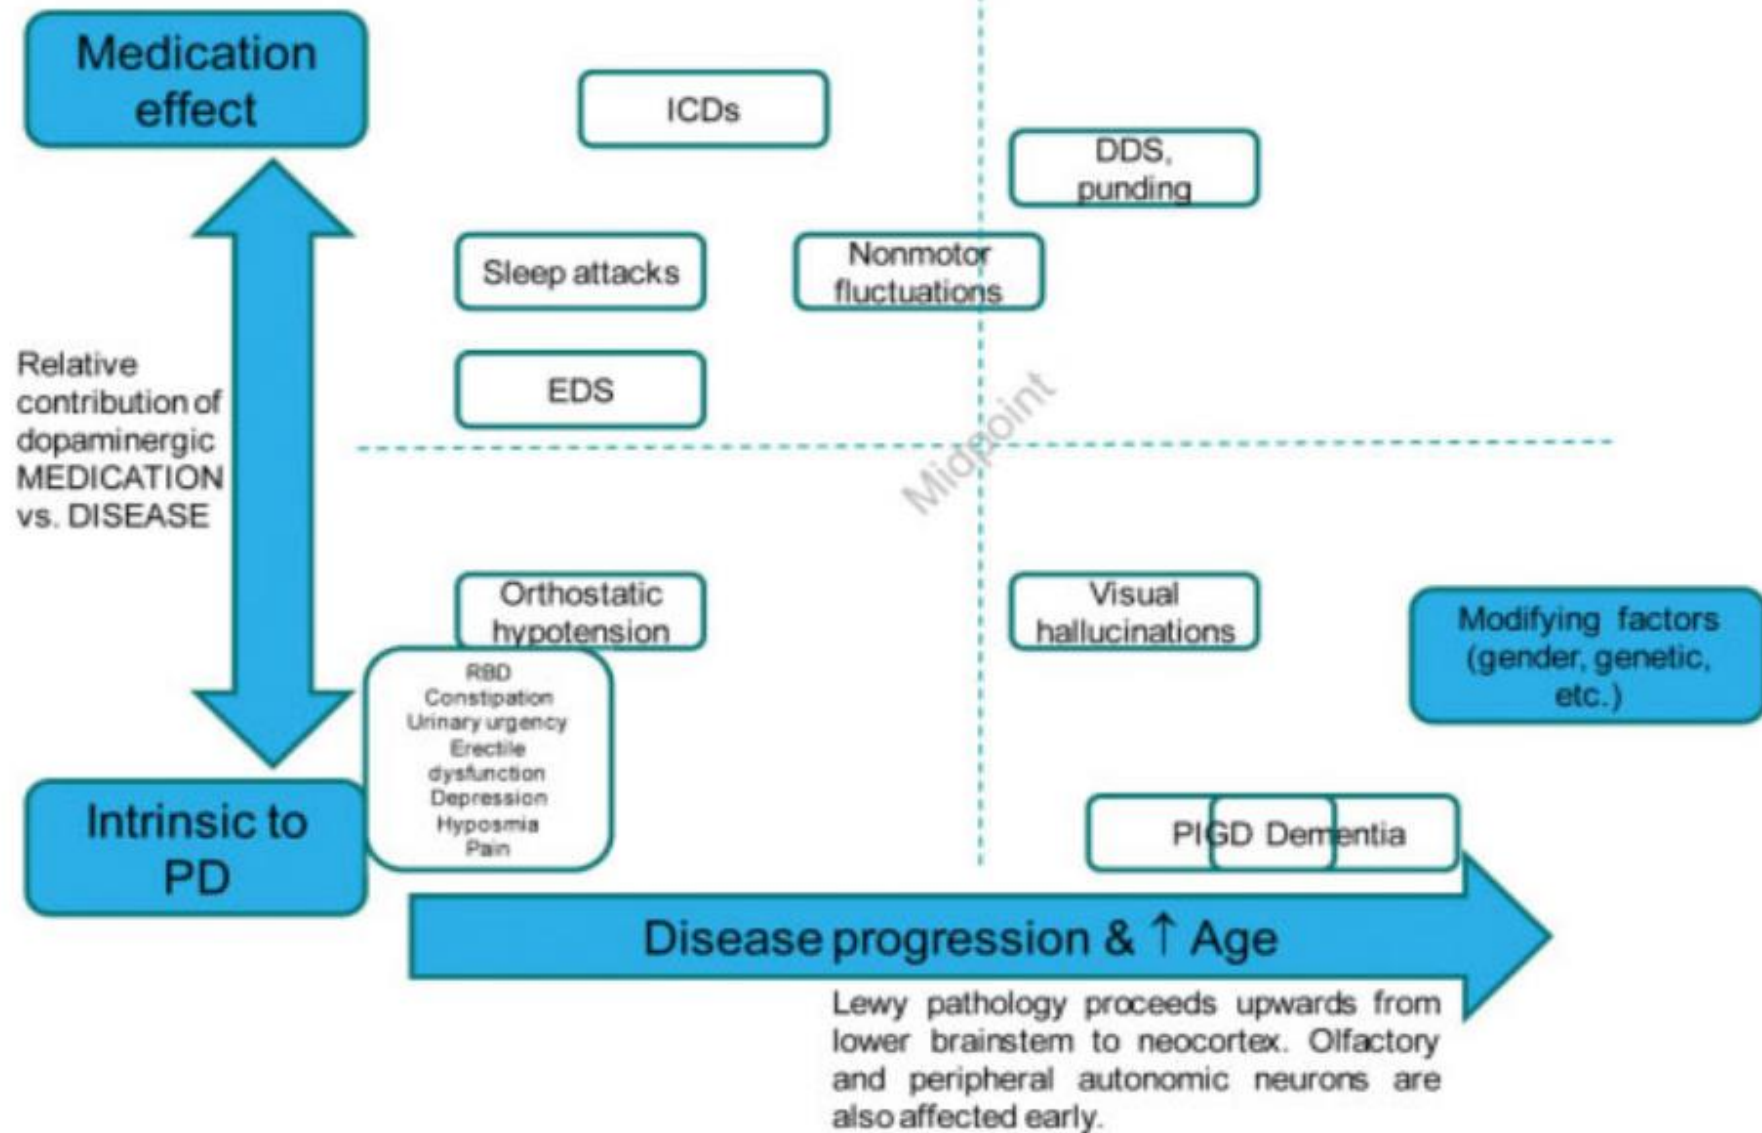 Medication
effect
ICDs
DDS,
punding
Sleep attacks
Nonmotor
fluctuations
EDS
Relative
contribution of
dopaminergic
MEDICATION
vs. DISEASE
Midpoint
Orthostatic
hypotension
Visual
hallucinations
Modifying factors
(gender, genetic,
etc.)
RBD
Constipation
Urinary urgency
Erectile
dysfunction
Depression
Hyposmia
Pain
Intrinsic to
PD
PIGD Dementia
Disease progression & ↑ Age
Lewy pathology proceeds upwards from
lower brainstem to neocortex. Olfactory
and peripheral autonomic neurons are
also affected early.